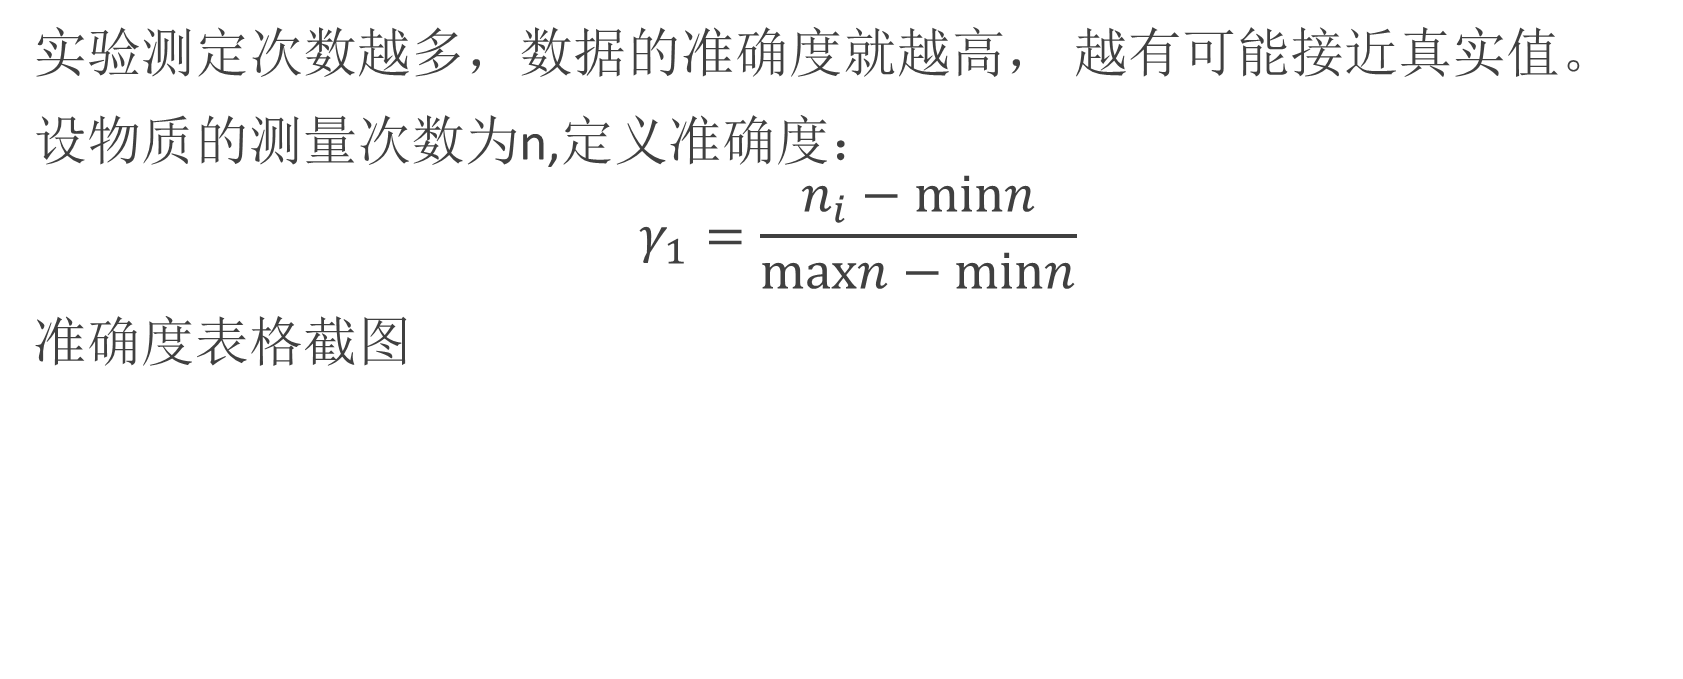 实验测定次数越多，数据的准确度就越高， 越有可能接近真实值。
设物质的测量次数为n,定义准确度：
γ₁ = (nᵢ − minn) / (maxn − minn)
准确度表格截图